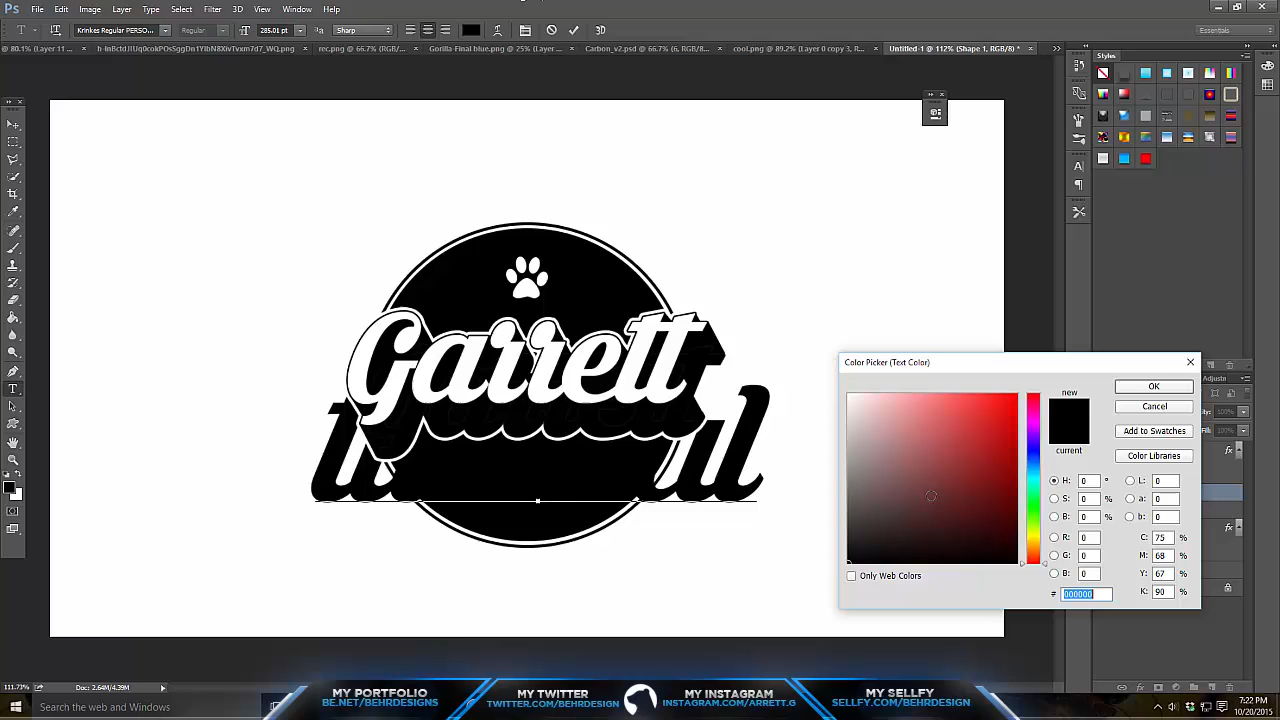 Ps File Edit Image Layer Type Select Filter 3D View Window Help
T Krinkes Regular PERSO... Regular 285.01 pt Sharp 3D Essentials
@ 80.1% (Layer 11 ... rec.png @ 66.7% (RGB/... Gorilla-Final blue.png @ 25% (Layer ... Carbon_v2.psd @ 66.7% (6, RGB/8... cool.png @ 89.2% (Layer 0 copy 3, R... Untitled-1 @ 112% (Shape 1, RGB/8) *
Styles
Garrett
Color Picker (Text Color)
new
current
OK
Cancel
Add to Swatches
Color Libraries
H: 0 ° L: 0
S: 0 % a: 0
B: 0 % b: 0
R: 0 C: 75 %
G: 0 M: 68 %
B: 0 Y: 67 %
# 000000 K: 90 %
Only Web Colors
Adjustm
100%
fx
fx
111.73% Doc: 2.64M/4.39M
Search the web and Windows
MY PORTFOLIO
BE.NET/BEHRDESIGNS
MY TWITTER
TWITTER.COM/BEHRDESIGN
MY INSTAGRAM
INSTAGRAM.COM/ARRETT.G
MY SELLFY
SELLFY.COM/BEHRDESIGN
7:22 PM
10/20/2015